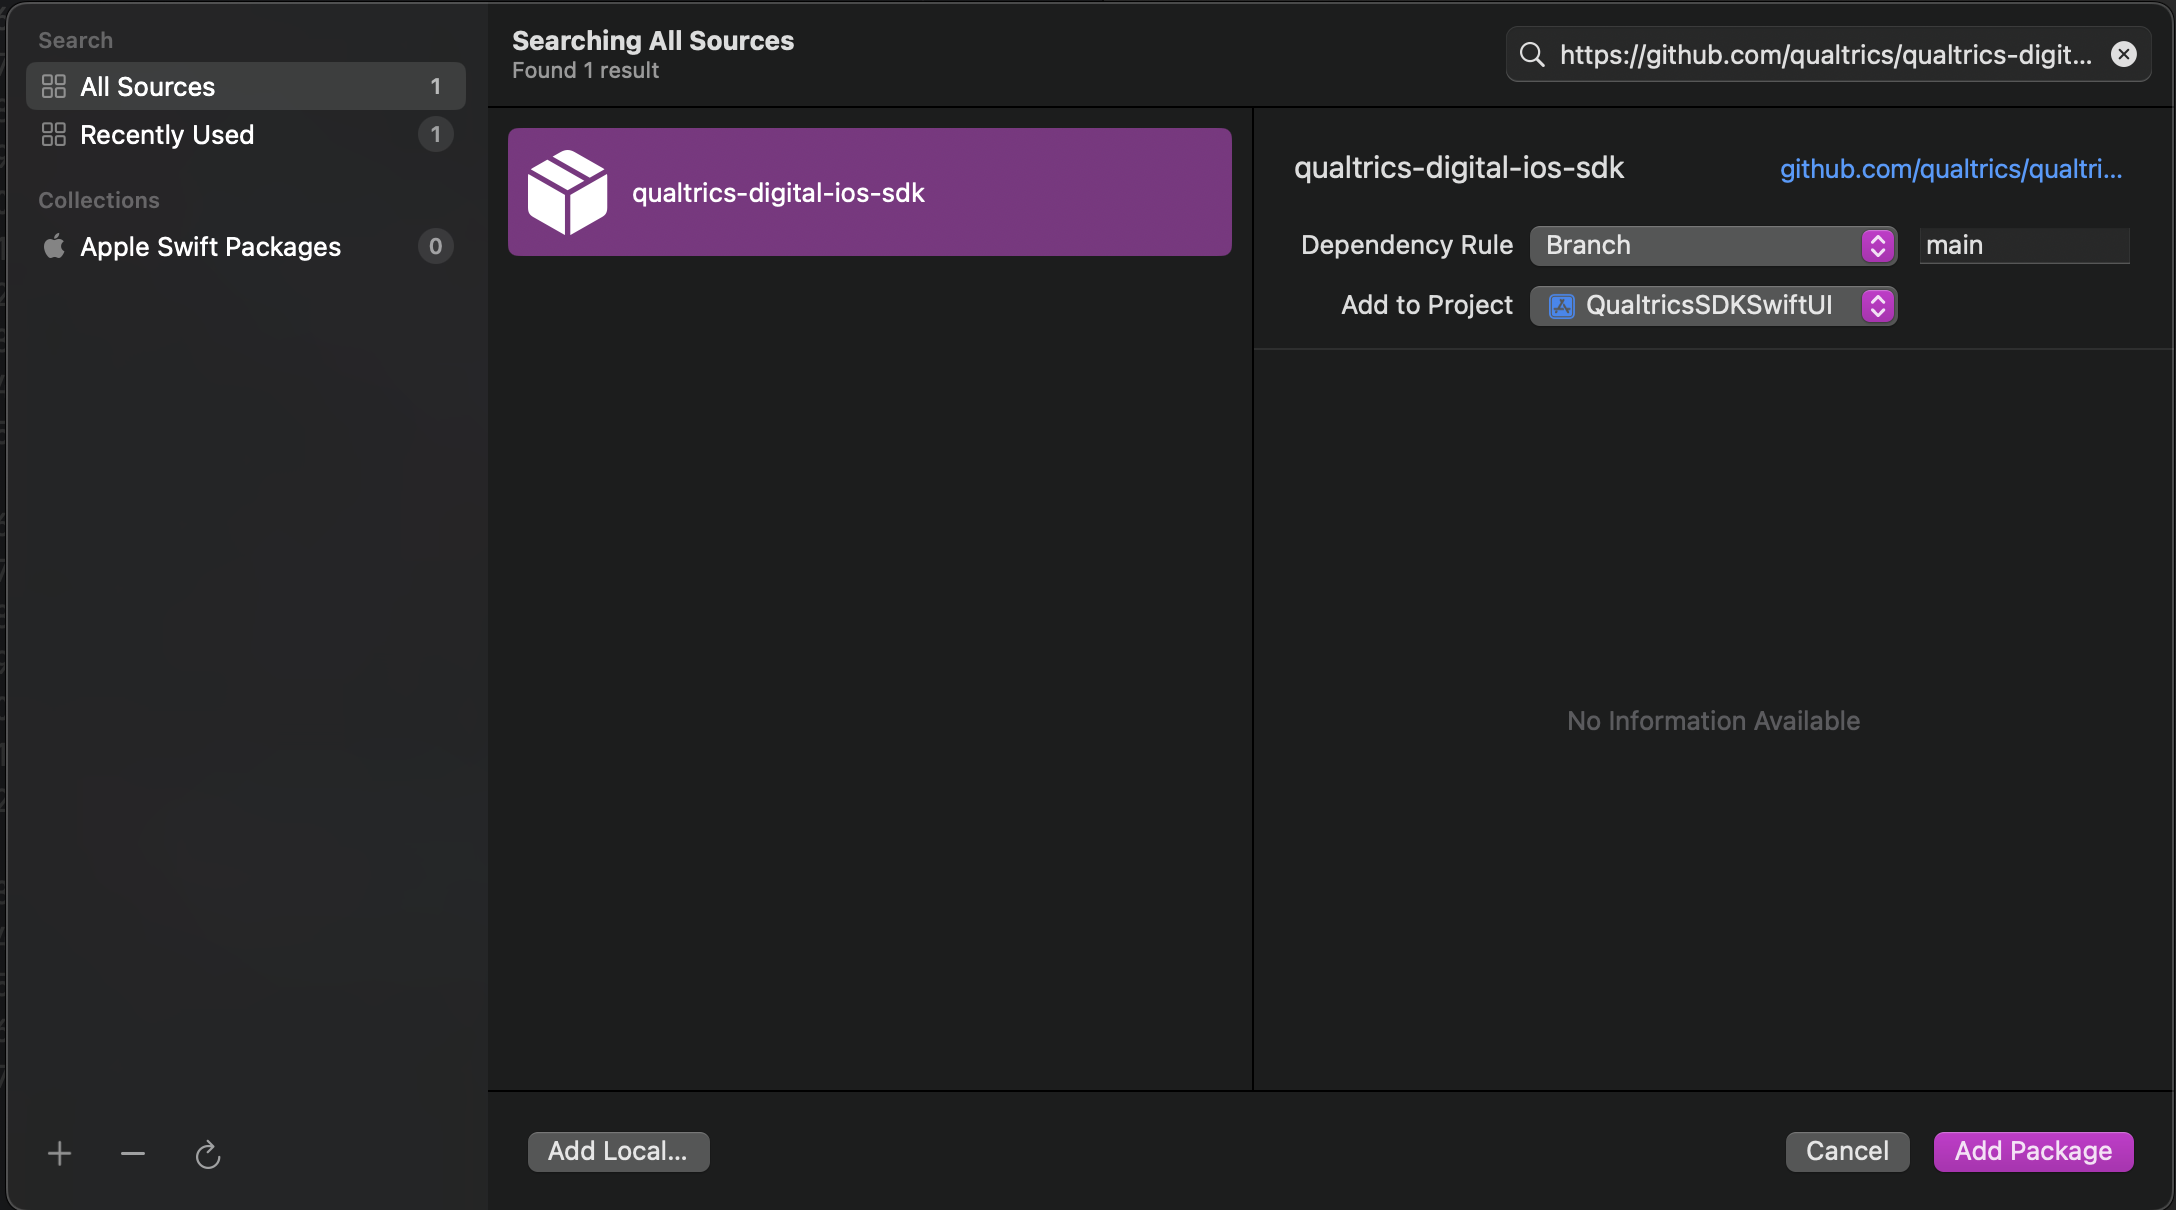 Search
All Sources 1
Recently Used 1
Collections
Apple Swift Packages 0
Searching All Sources
Found 1 result
https://github.com/qualtrics/qualtrics-digit...
qualtrics-digital-ios-sdk
qualtrics-digital-ios-sdk github.com/qualtrics/qualtri...
Dependency Rule Branch main
Add to Project QualtricsSDKSwiftUI
No Information Available
Add Local... Cancel Add Package